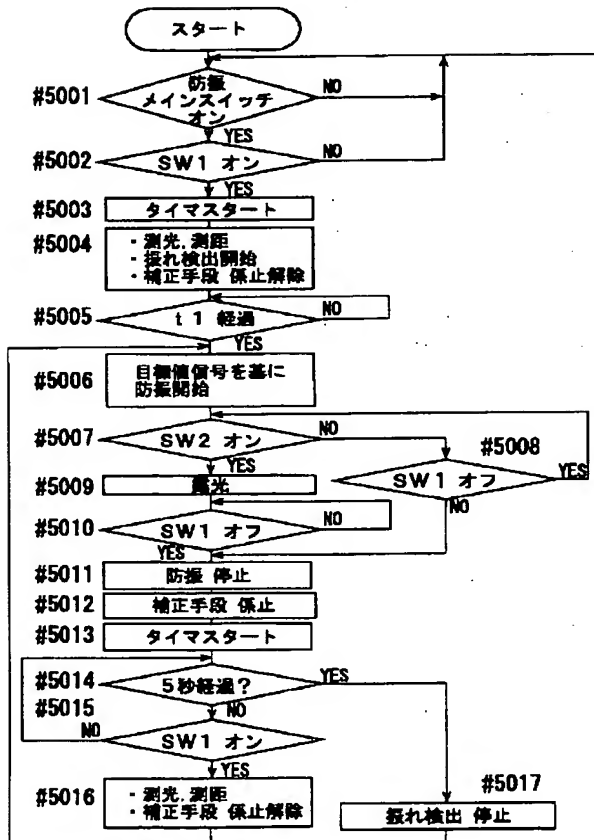 スタート
#5001
防振
メインスイッチ
オン
NO
YES
#5002
SW1 オン
NO
YES
#5003
タイマスタート
#5004
・測光、測距
・振れ検出開始
・補正手段 係止解除
#5005
t1 経過
NO
YES
#5006
目標値信号を基に
防振開始
#5007
SW2 オン
NO
YES
#5008
SW1 オフ
YES
NO
#5009
露光
#5010
SW1 オフ
NO
YES
#5011
防振 停止
#5012
補正手段 係止
#5013
タイマスタート
#5014
5秒経過?
YES
NO
#5015
SW1 オン
NO
YES
#5016
・測光、測距
・補正手段 係止解除
#5017
振れ検出 停止